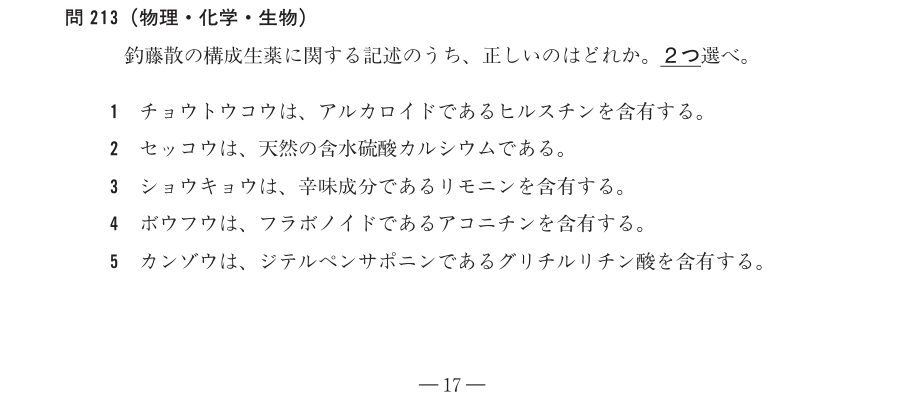 問 213（物理・化学・生物）
釣藤散の構成生薬に関する記述のうち、正しいのはどれか。２つ選べ。
1 チョウトウコウは、アルカロイドであるヒルスチンを含有する。
2 セッコウは、天然の含水硫酸カルシウムである。
3 ショウキョウは、辛味成分であるリモニンを含有する。
4 ボウフウは、フラボノイドであるアコニチンを含有する。
5 カンゾウは、ジテルペンサポニンであるグリチルリチン酸を含有する。
― 17 ―